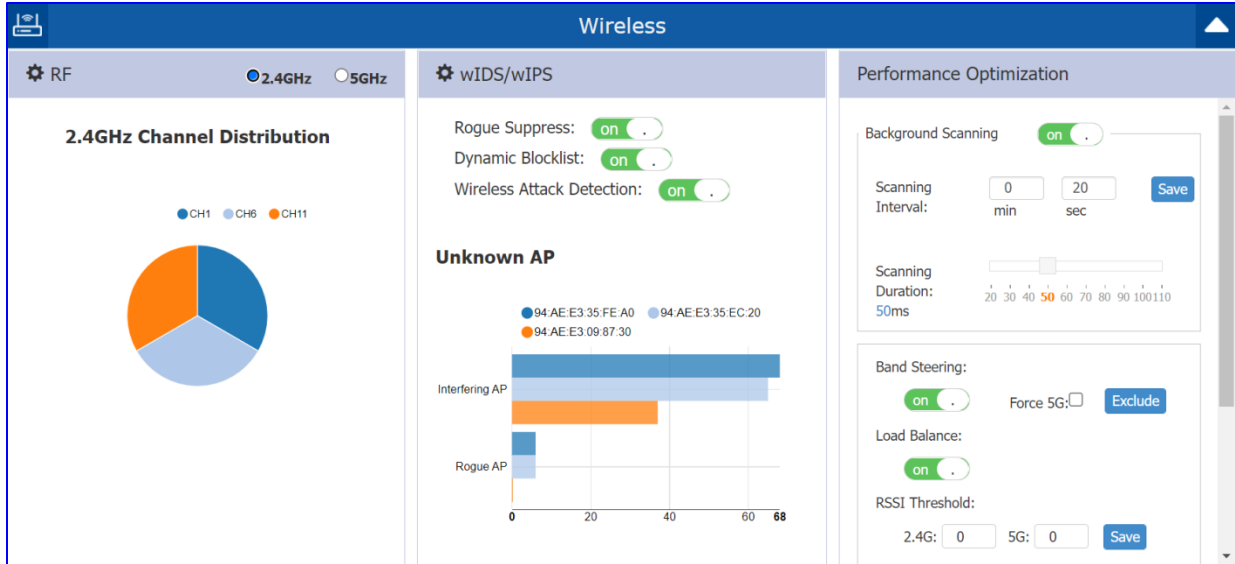 Wireless
RF
2.4GHz 5GHz
2.4GHz Channel Distribution
CH1 CH6 CH11
wIDS/wIPS
Rogue Suppress: on .
Dynamic Blocklist: on .
Wireless Attack Detection: on .
Unknown AP
94:AE:E3:35:FE:A0 94:AE:E3:35:EC:20
94:AE:E3:09:87:30
Interfering AP
Rogue AP
0 20 40 60 68
Performance Optimization
Background Scanning on .
Scanning
Interval:
0 20 Save
min sec
Scanning
Duration:
50ms
20 30 40 50 60 70 80 90 100 110
Band Steering:
on . Force 5G: Exclude
Load Balance:
on .
RSSI Threshold:
2.4G: 0 5G: 0 Save